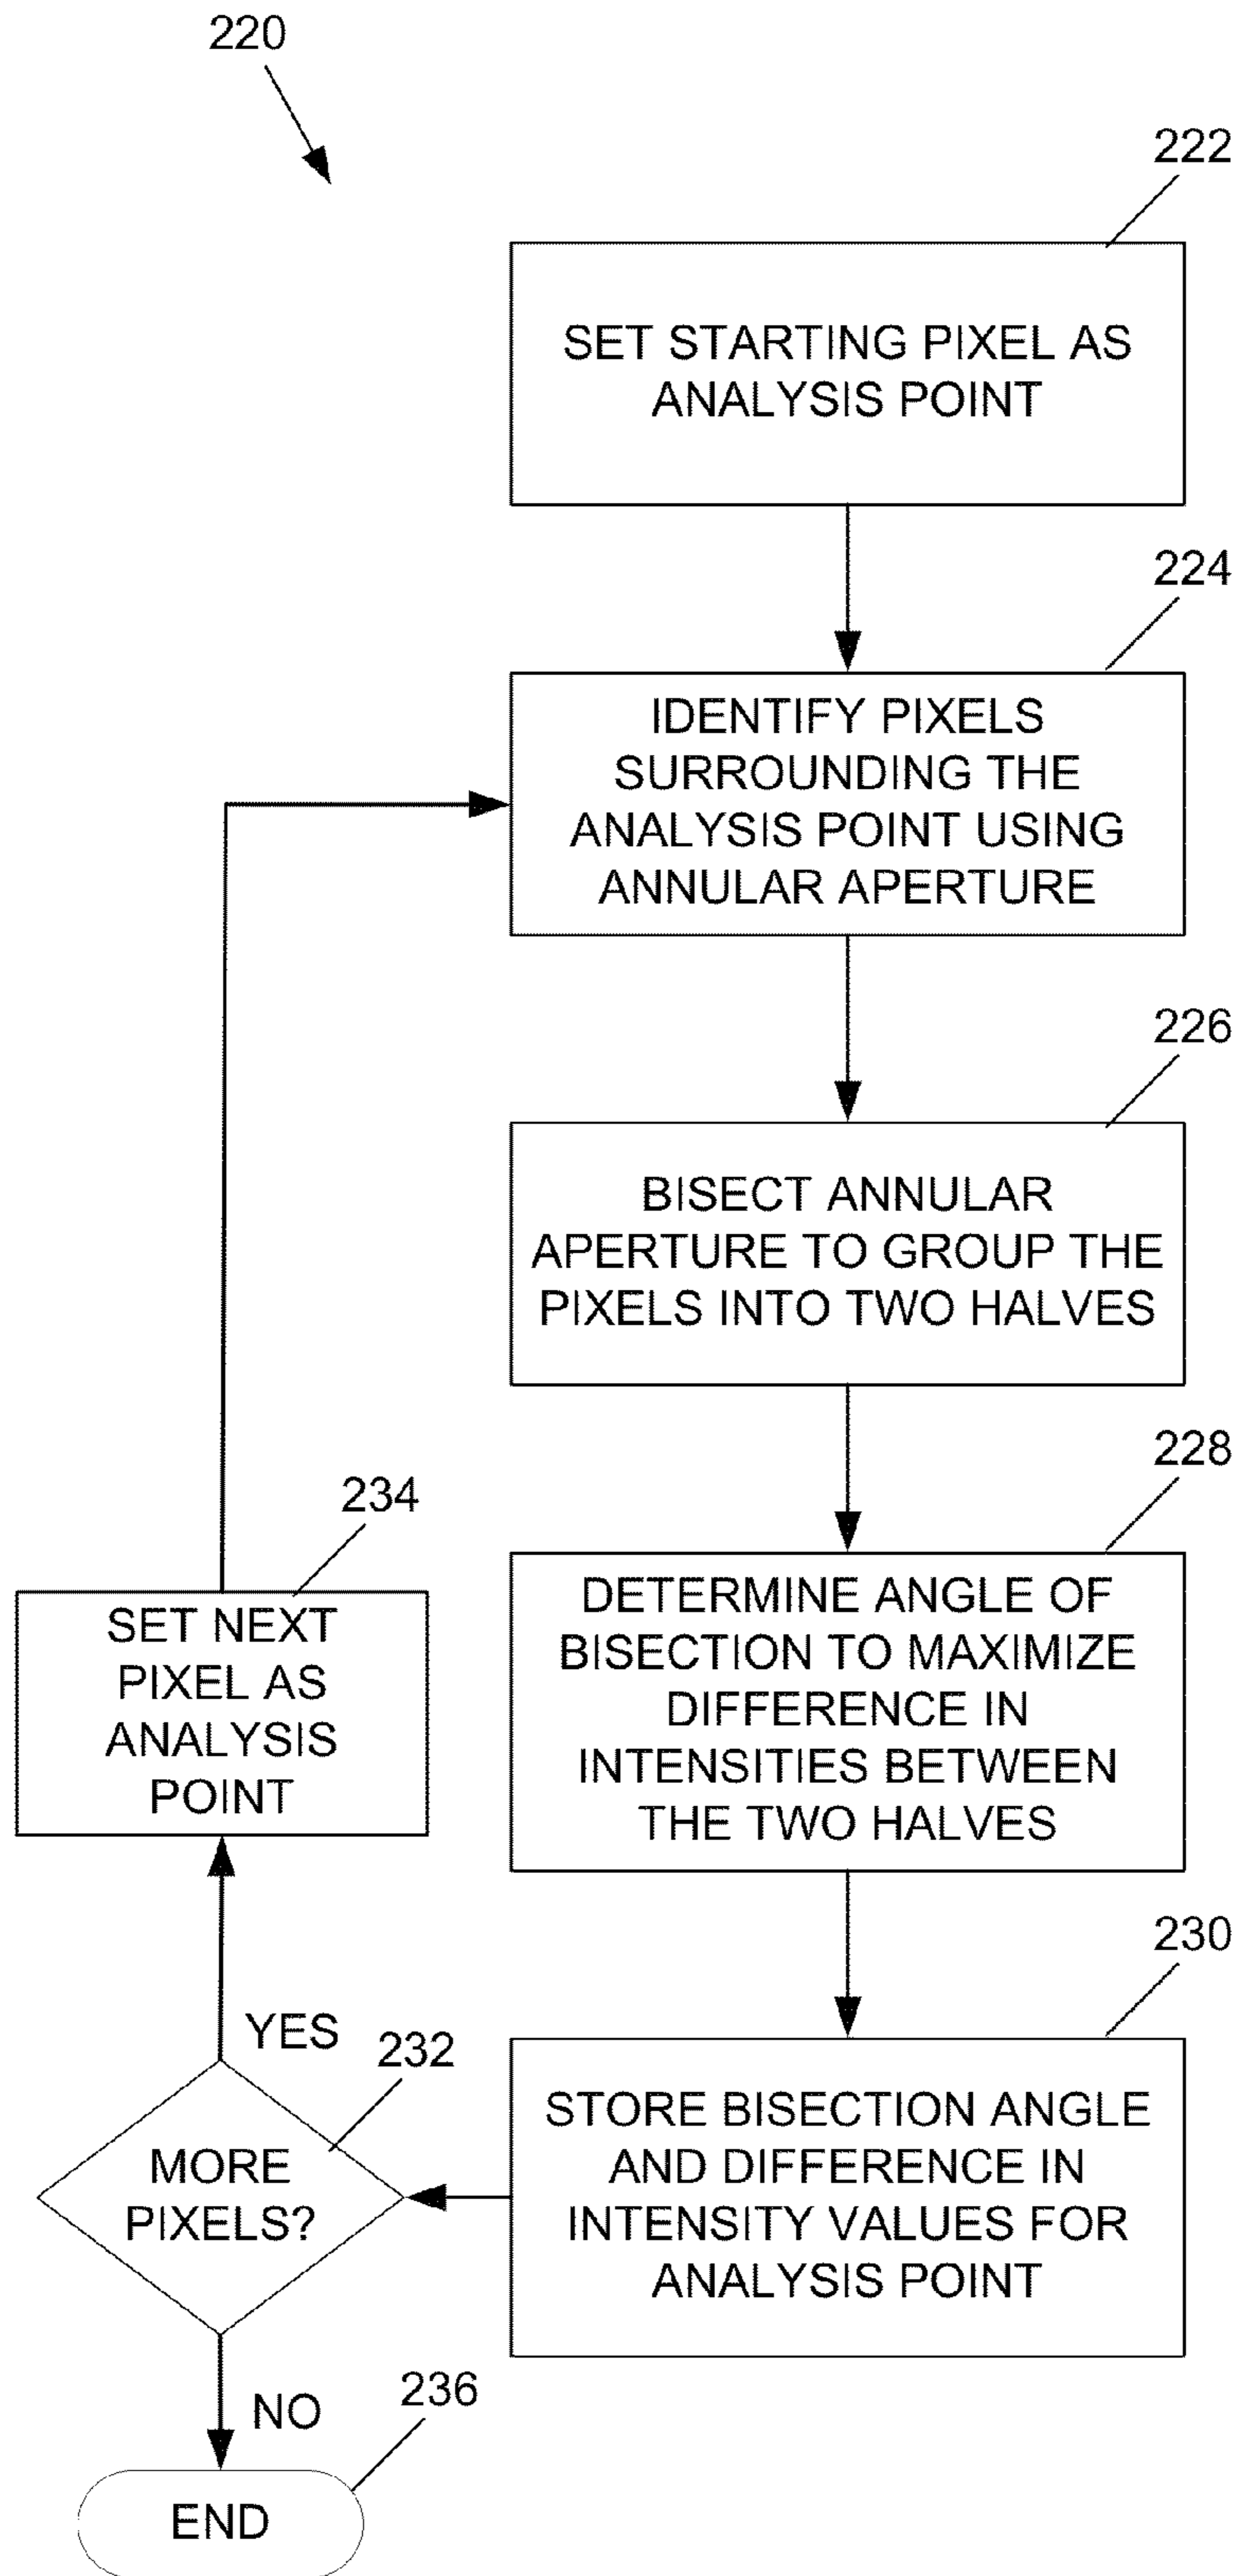 220
222
SET STARTING PIXEL AS
ANALYSIS POINT
224
IDENTIFY PIXELS
SURROUNDING THE
ANALYSIS POINT USING
ANNULAR APERTURE
226
BISECT ANNULAR
APERTURE TO GROUP THE
PIXELS INTO TWO HALVES
228
DETERMINE ANGLE OF
BISECTION TO MAXIMIZE
DIFFERENCE IN
INTENSITIES BETWEEN
THE TWO HALVES
230
STORE BISECTION ANGLE
AND DIFFERENCE IN
INTENSITY VALUES FOR
ANALYSIS POINT
232
MORE
PIXELS?
YES
234
SET NEXT
PIXEL AS
ANALYSIS
POINT
NO
236
END